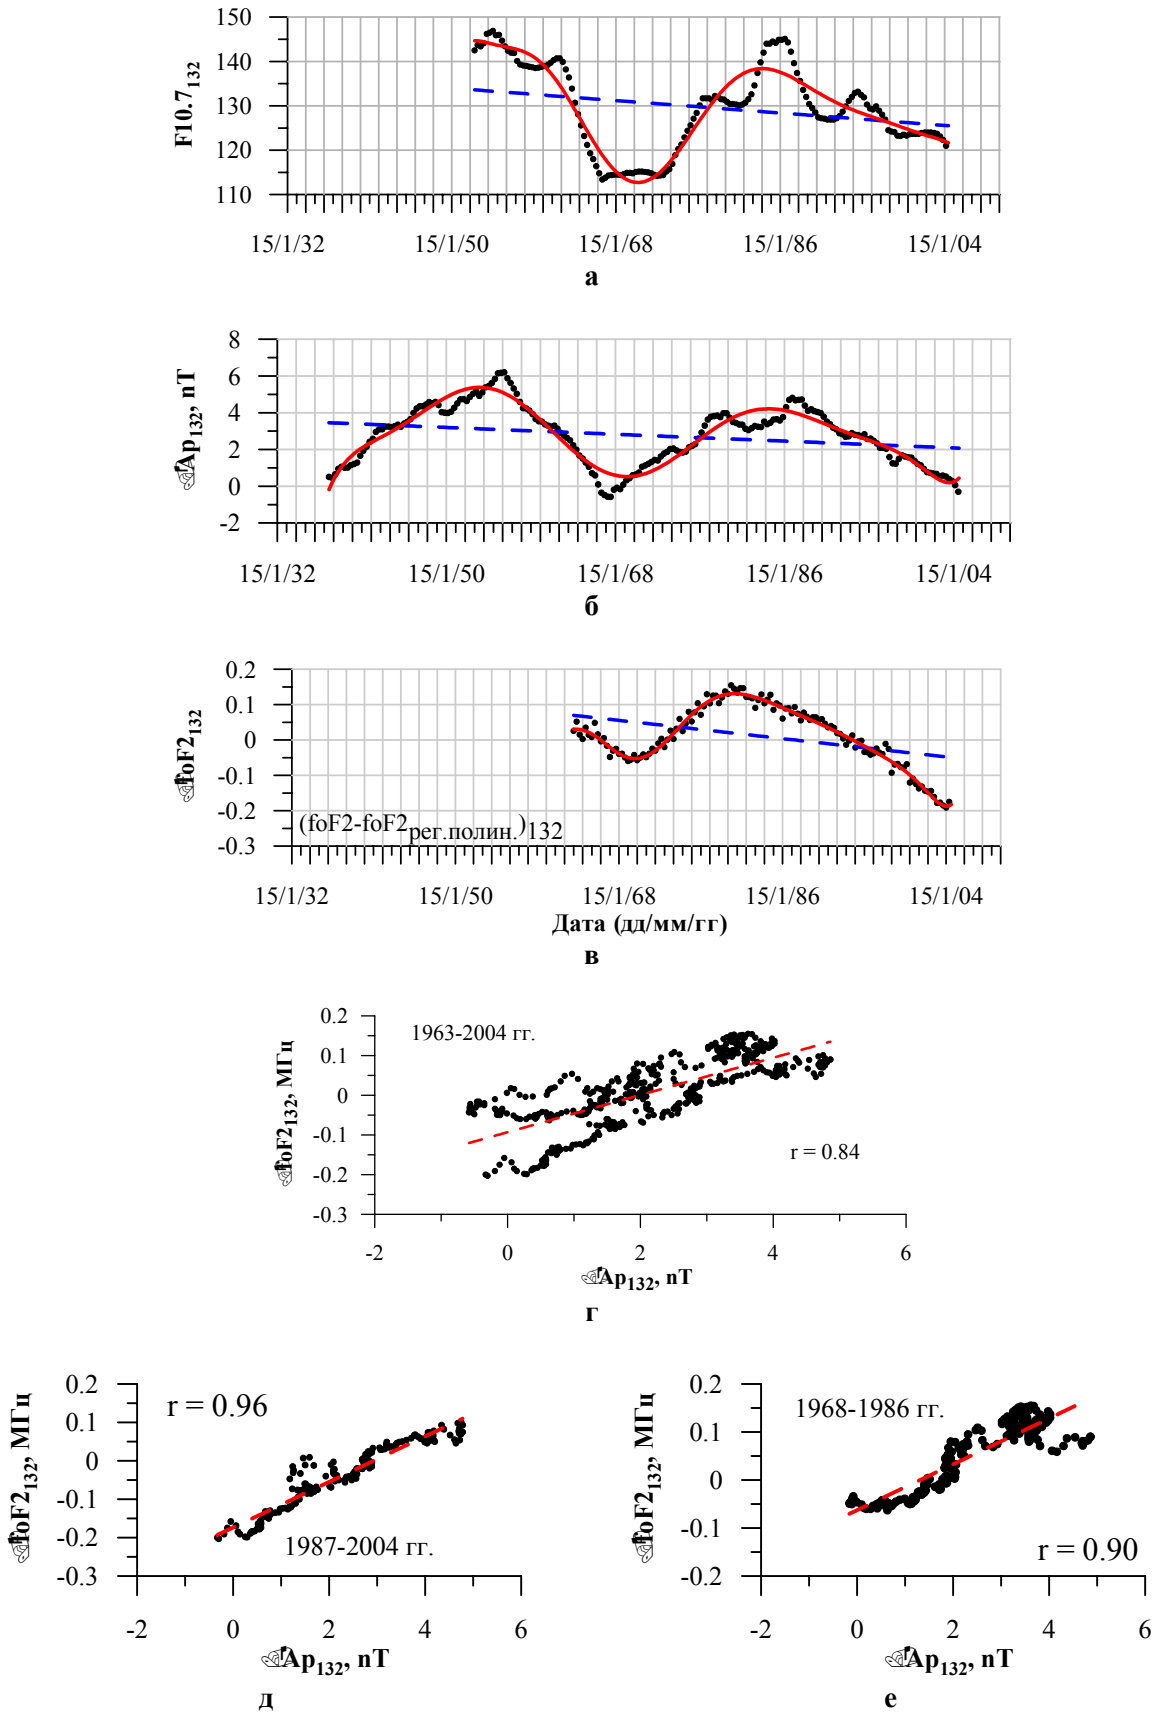 150
140
130
120
110
F10.7132
15/1/32 15/1/50 15/1/68 15/1/86 15/1/04
а
8
6
4
2
0
-2
Ap132, nT
15/1/32 15/1/50 15/1/68 15/1/86 15/1/04
б
0.2
0.1
0
-0.1
-0.2
-0.3
foF2132
(foF2-foF2рег.полин.)132
15/1/32 15/1/50 15/1/68 15/1/86 15/1/04
Дата (дд/мм/гг)
в
0.2
0.1
0
-0.1
-0.2
-0.3
foF2132, МГц
1963-2004 гг.
r = 0.84
-2 0 2 4 6
Ap132, nT
г
0.2
0.1
0
-0.1
-0.2
-0.3
foF2132, МГц
r = 0.96
1987-2004 гг.
-2 0 2 4 6
Ap132, nT
д
0.2
0.1
0
-0.1
-0.2
foF2132, МГц
1968-1986 гг.
r = 0.90
-2 0 2 4 6
Ap132, nT
е